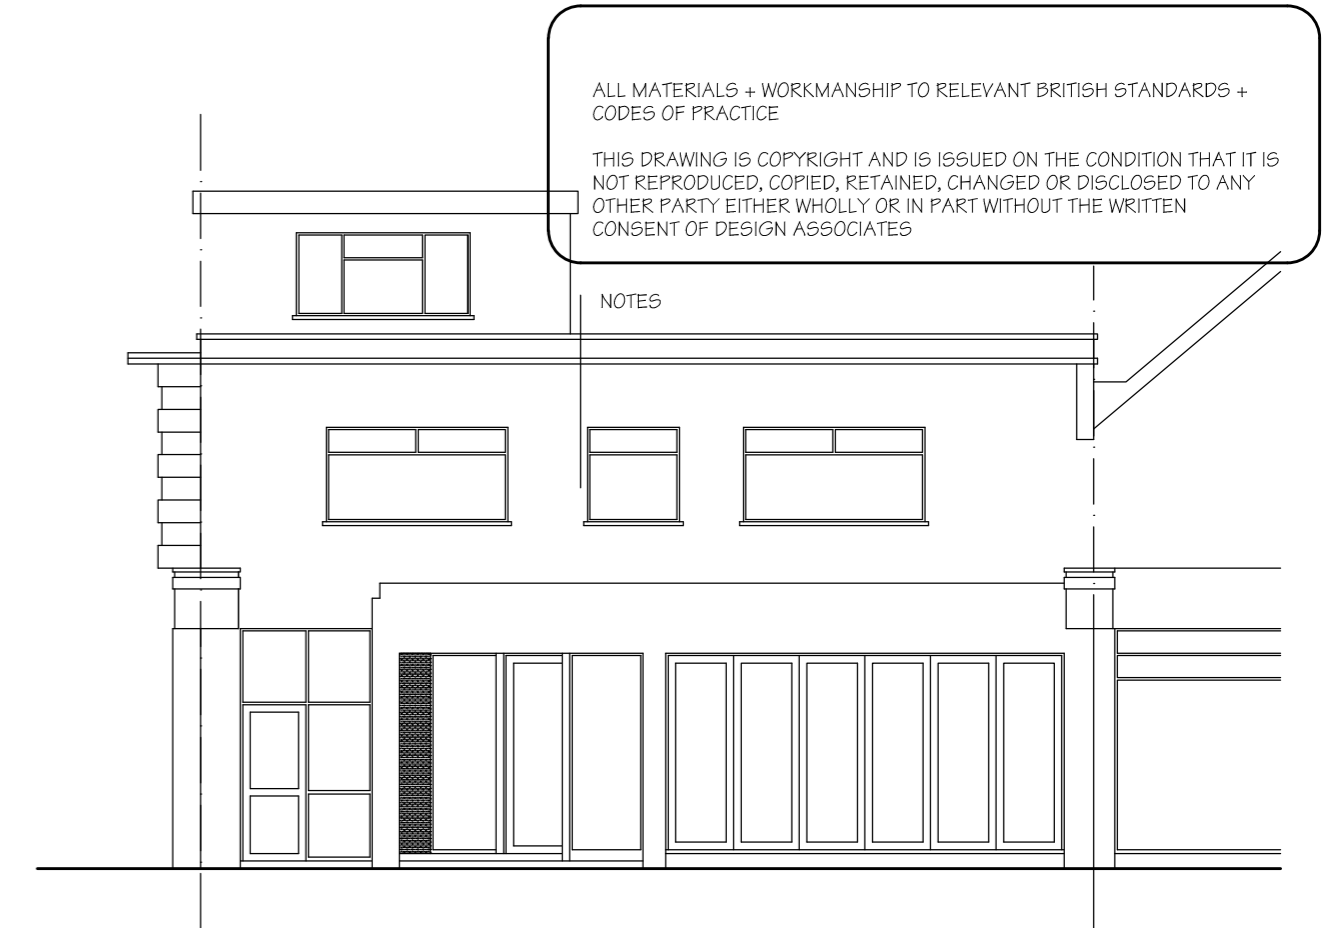 ALL MATERIALS + WORKMANSHIP TO RELEVANT BRITISH STANDARDS +
CODES OF PRACTICE
THIS DRAWING IS COPYRIGHT AND IS ISSUED ON THE CONDITION THAT IT IS
NOT REPRODUCED, COPIED, RETAINED, CHANGED OR DISCLOSED TO ANY
OTHER PARTY EITHER WHOLLY OR IN PART WITHOUT THE WRITTEN
CONSENT OF DESIGN ASSOCIATES
NOTES